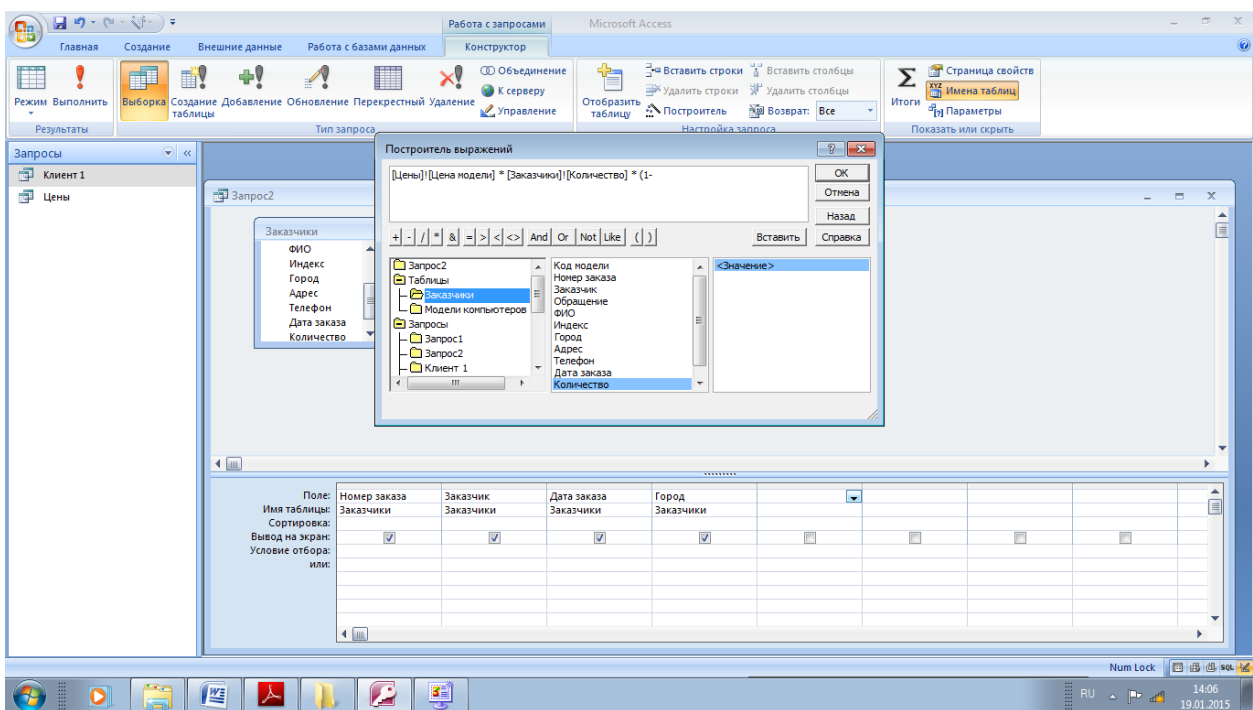 Работа с запросами
Microsoft Access
Главная Создание Внешние данные Работа с базами данных Конструктор
Режим
Выполнить
Результаты
Выборка
Создание таблицы
Добавление
Обновление
Перекрестный
Удаление
Объединение
К серверу
Управление
Тип запроса
Отобразить таблицу
Вставить строки
Удалить строки
Построитель
Вставить столбцы
Удалить столбцы
Возврат: Все
Настройка запроса
Итоги
Страница свойств
Имена таблиц
Параметры
Показать или скрыть
Запросы
Клиент 1
Цены
Запрос2
Заказчики
ФИО
Индекс
Город
Адрес
Телефон
Дата заказа
Количество
Построитель выражений
[Цены]![Цена модели] * [Заказчики]![Количество] * (1-
OK
Отмена
Назад
+ - / * & = > < <> And Or Not Like ( )
Вставить
Справка
Запрос2
Таблицы
Заказчики
Модели компьютеров
Запросы
Запрос1
Запрос2
Клиент 1
Код модели
Номер заказа
Заказчик
Обращение
ФИО
Индекс
Город
Адрес
Телефон
Дата заказа
Количество
<Значение>
Поле: Номер заказа Заказчик Дата заказа Город
Имя таблицы: Заказчики Заказчики Заказчики Заказчики
Сортировка:
Вывод на экран:
Условие отбора:
или:
Num Lock
SQL
RU
14:06
19.01.2015